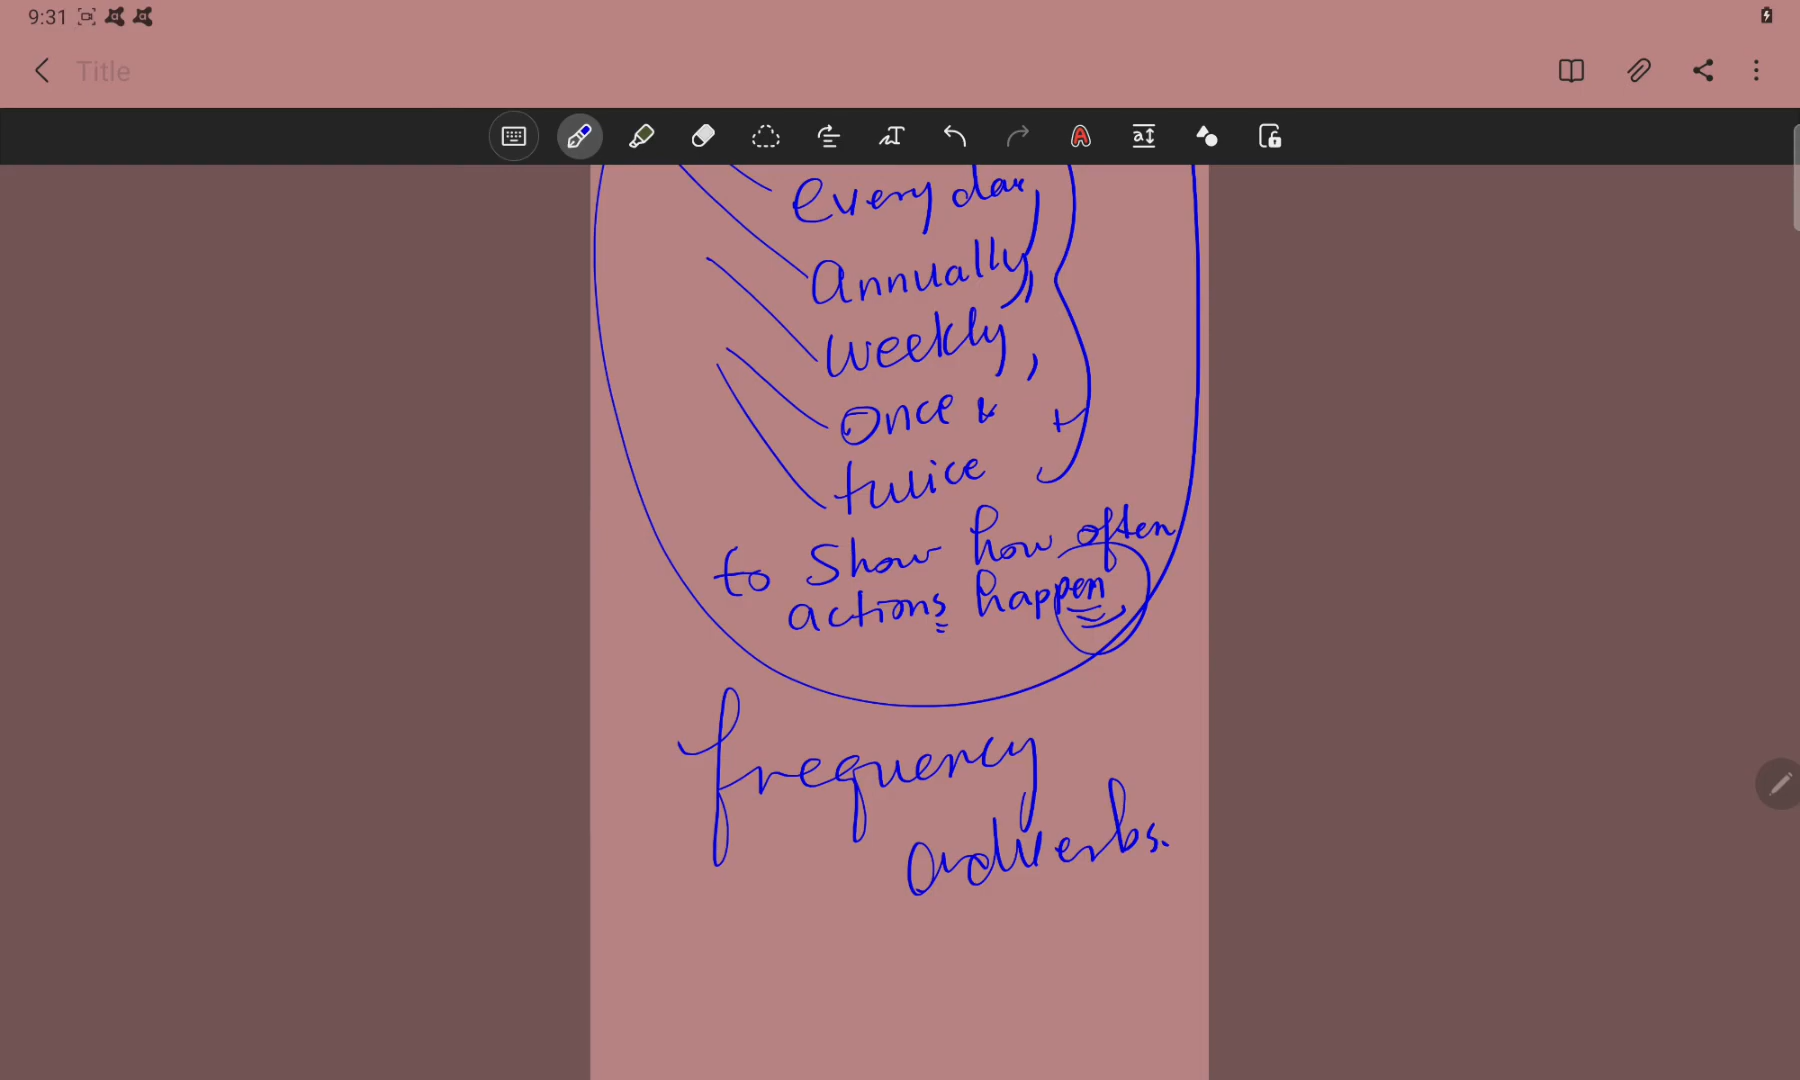 9:31
Title
every day,
Annually,
weekly,
Once &
twice
to show how often
actions happen
frequency
adverbs.